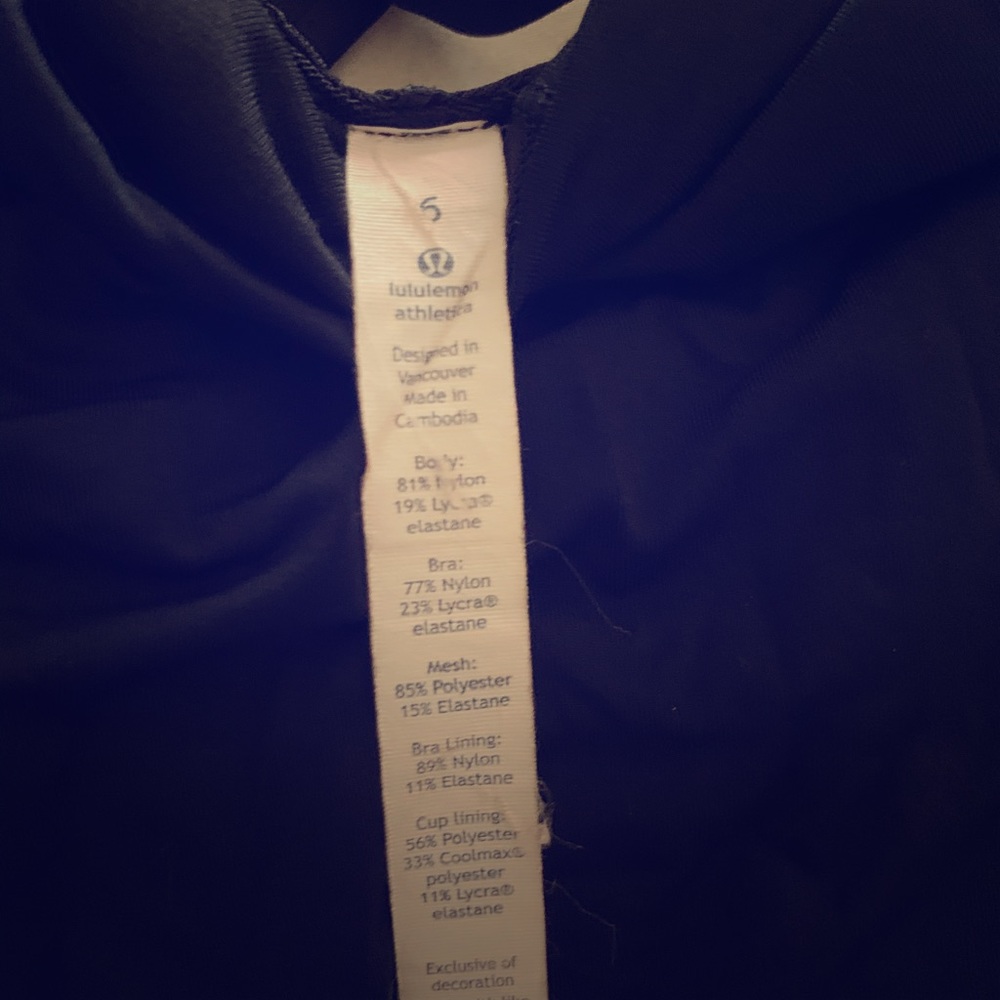 S
lululemon
athletica
Designed in
Vancouver
Made in
Cambodia
Body:
81% Nylon
19% Lycra®
elastane
Bra:
77% Nylon
23% Lycra®
elastane
Mesh:
85% Polyester
15% Elastane
Bra Lining:
89% Nylon
11% Elastane
Cup lining:
56% Polyester
33% Coolmax®
polyester
11% Lycra®
elastane
Exclusive of
decoration